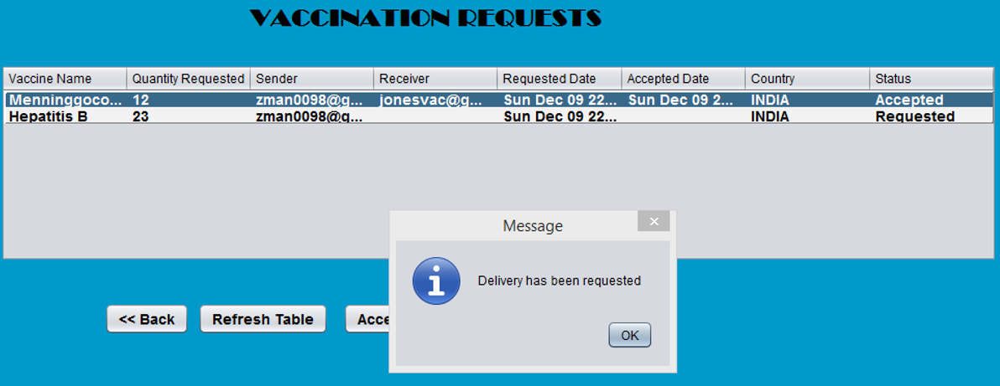 VACCINATION REQUESTS
Vaccine Name Quantity Requested Sender Receiver Requested Date Accepted Date Country Status
Menninggoco... 12 zman0098@g... jonesvac@g... Sun Dec 09 22... Sun Dec 09 2... INDIA Accepted
Hepatitis B 23 zman0098@g... Sun Dec 09 22... INDIA Requested
Message
Delivery has been requested
<< Back Refresh Table Acce
OK